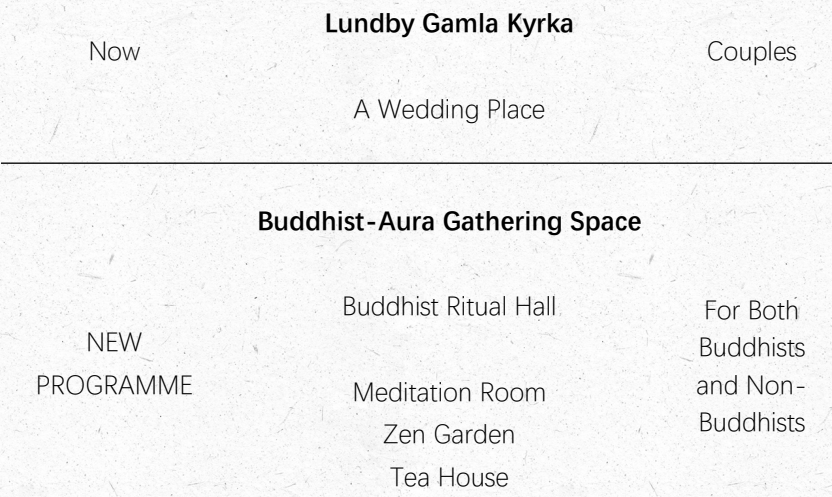 Lundby Gamla Kyrka
Now
Couples
A Wedding Place
Buddhist-Aura Gathering Space
Buddhist Ritual Hall
NEW
PROGRAMME
Meditation Room
Zen Garden
Tea House
For Both
Buddhists
and Non-
Buddhists